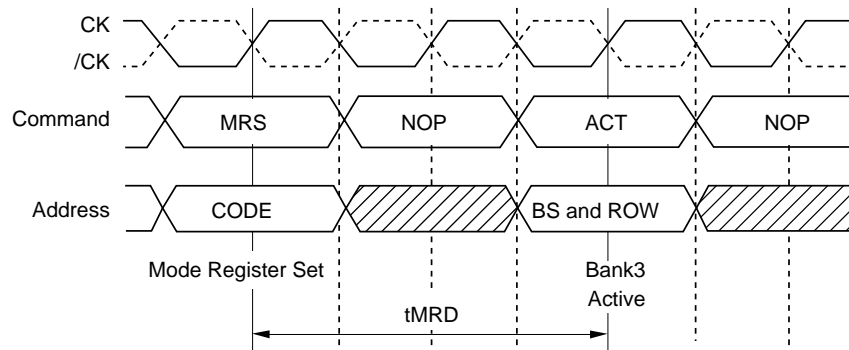 CK
/CK
Command MRS NOP ACT NOP
Address CODE BS and ROW
Mode Register Set Bank3
Active
tMRD